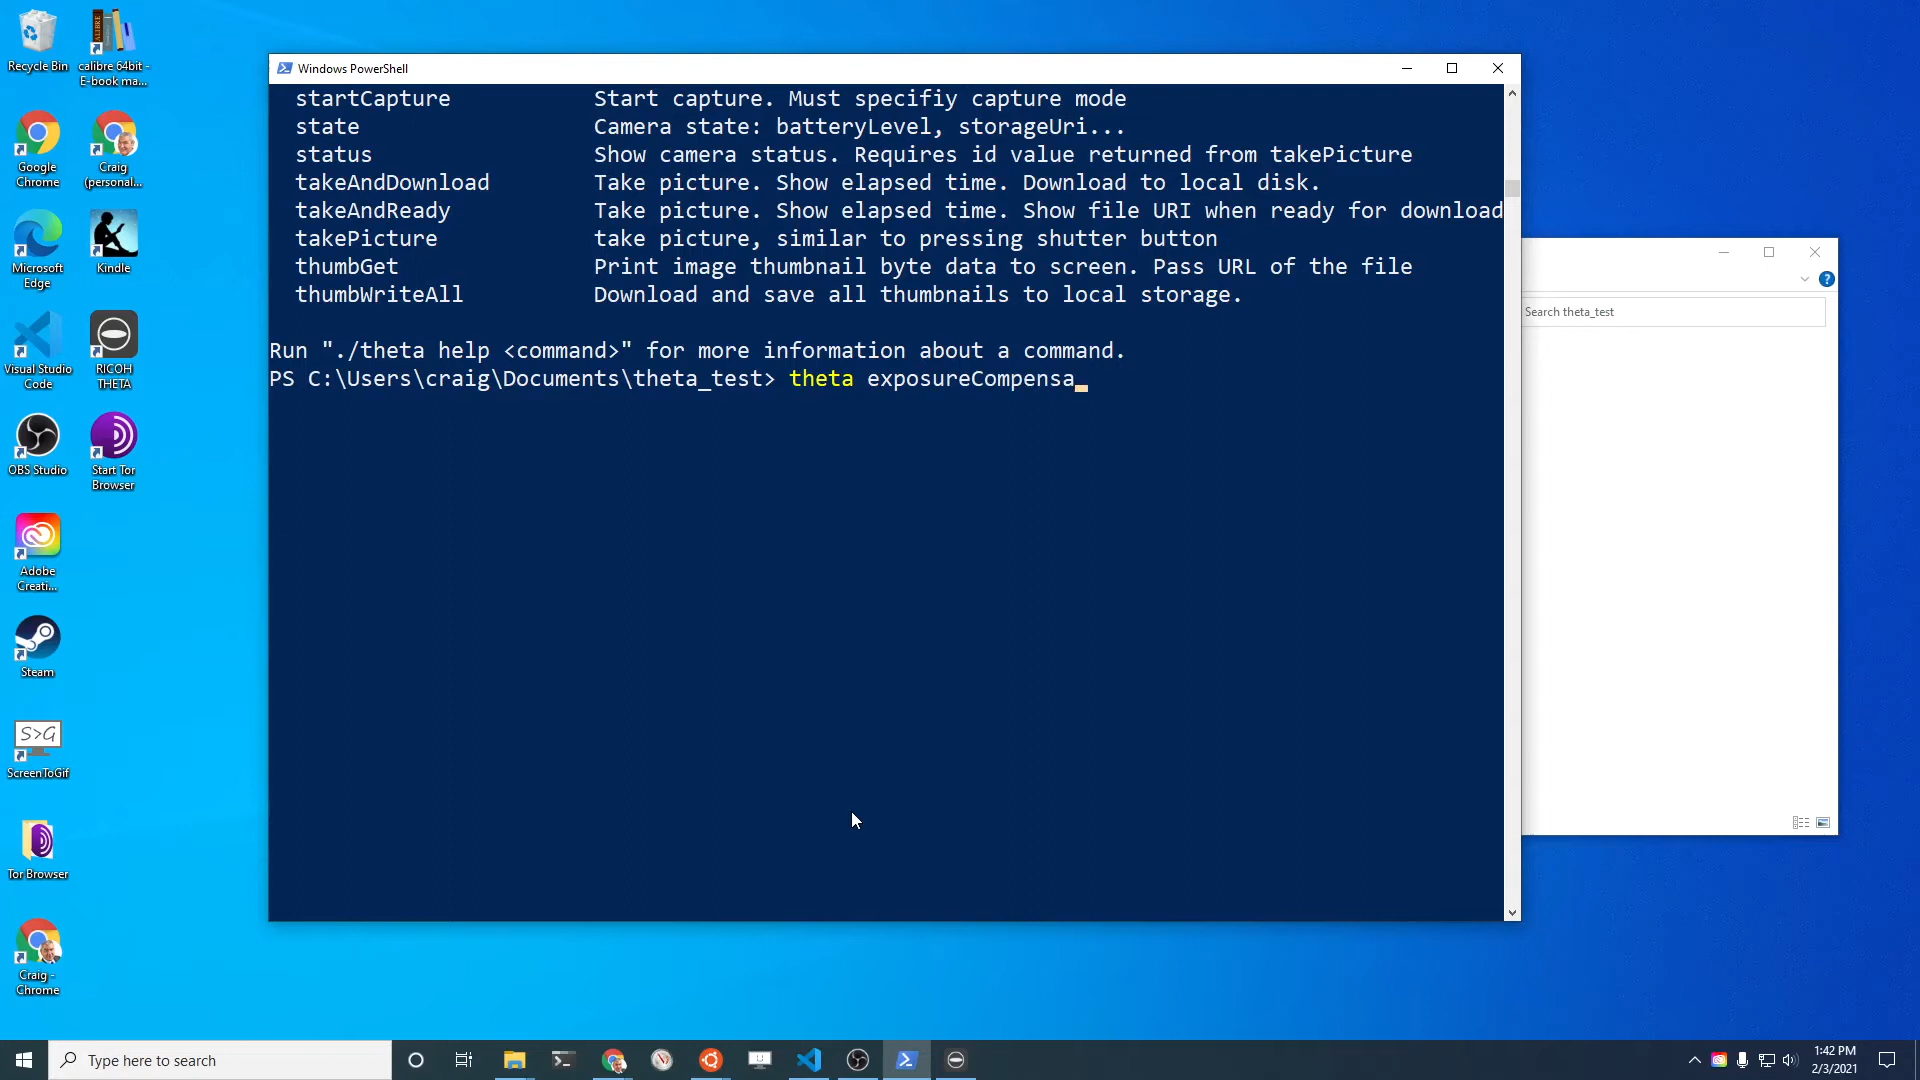 Recycle Bin
calibre 64bit -
E-book ma...
Google
Chrome
Craig
(personal...
Microsoft
Edge
Kindle
Visual Studio
Code
RICOH
THETA
OBS Studio
Start Tor
Browser
Adobe
Creati...
Steam
S>G
ScreenToGif
Tor Browser
Craig -
Chrome
Windows PowerShell
startCapture Start capture. Must specifiy capture mode
state Camera state: batteryLevel, storageUri...
status Show camera status. Requires id value returned from takePicture
takeAndDownload Take picture. Show elapsed time. Download to local disk.
takeAndReady Take picture. Show elapsed time. Show file URI when ready for download
takePicture take picture, similar to pressing shutter button
thumbGet Print image thumbnail byte data to screen. Pass URL of the file
thumbWriteAll Download and save all thumbnails to local storage.
Run "./theta help <command>" for more information about a command.
PS C:\Users\craig\Documents\theta_test> theta exposureCompensa_
Search theta_test
Type here to search
1:42 PM
2/3/2021